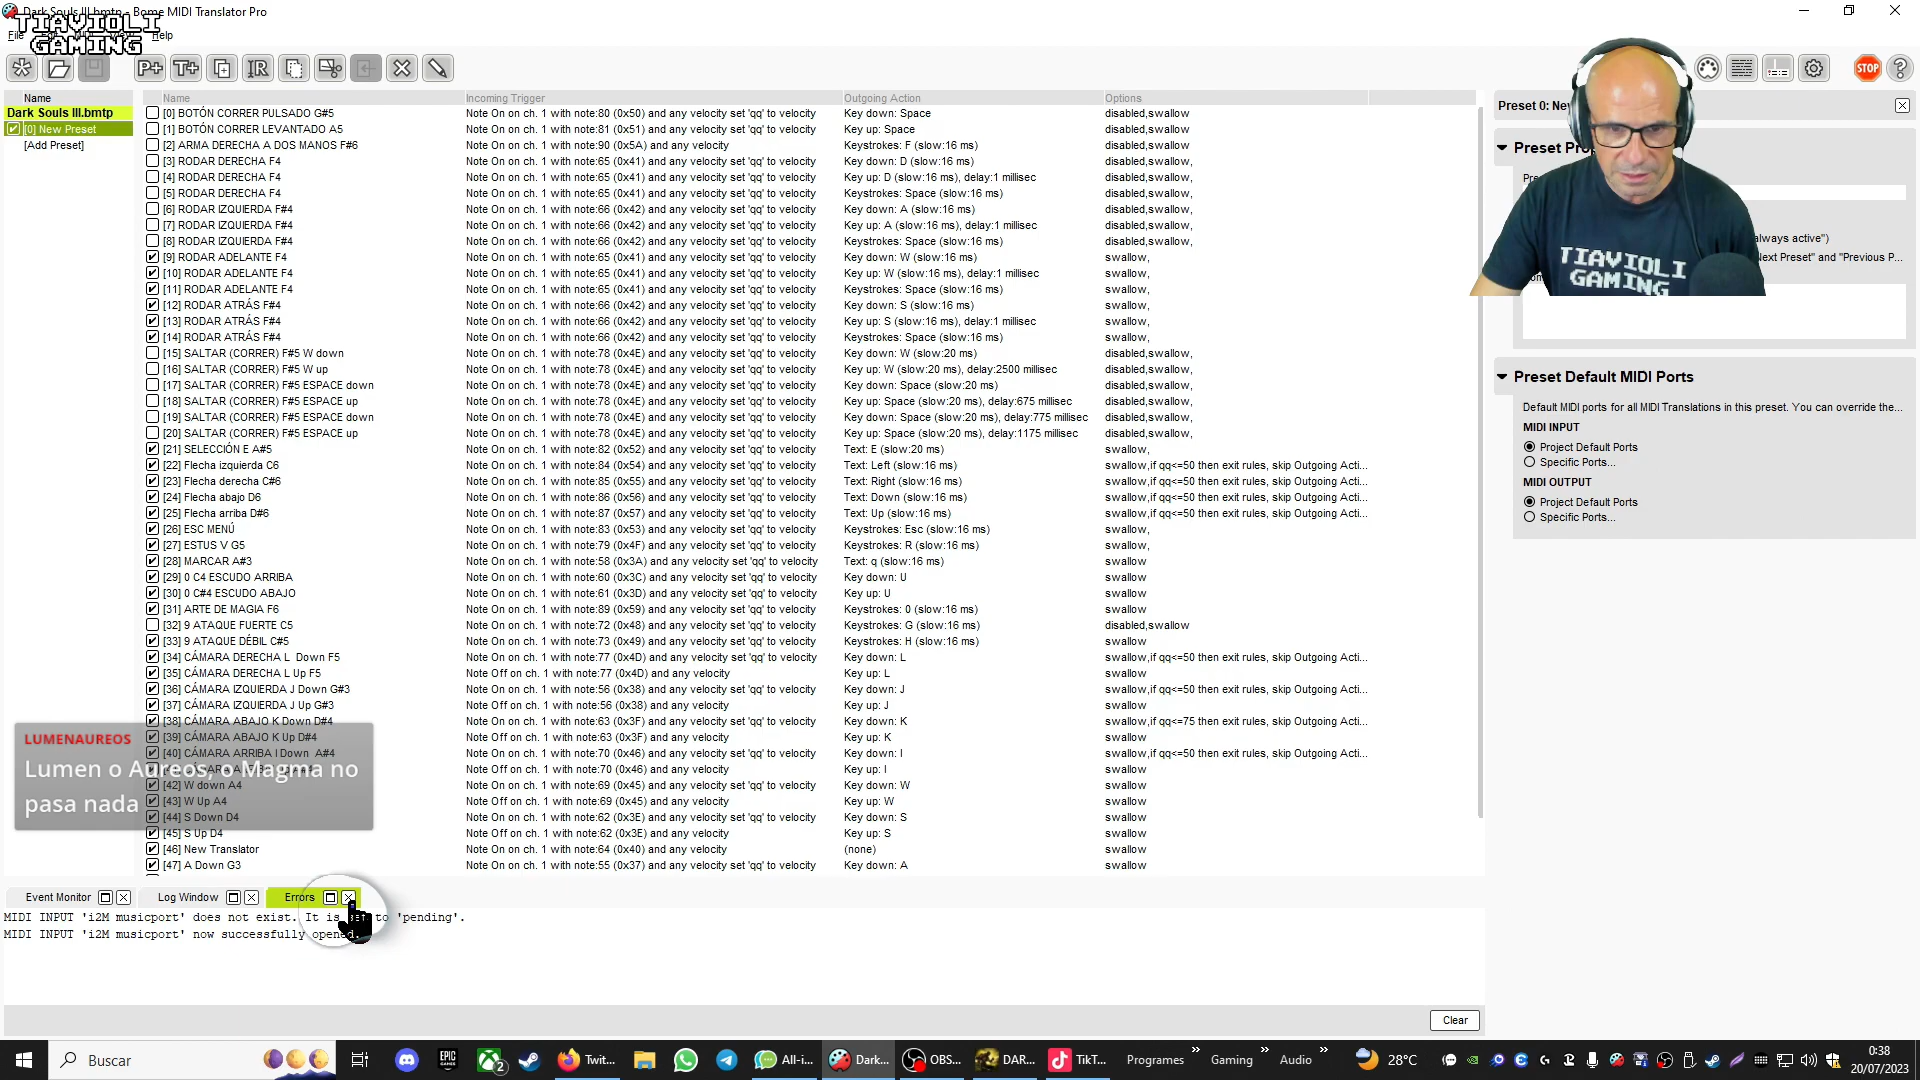 Dark Souls III.bmtp - Bome MIDI Translator Pro
TIAVIOLI
GAMING
File
Help
Name
Dark Souls III.bmtp
[0] New Preset
[Add Preset]
Name Incoming Trigger Outgoing Action Options
[0] BOTÓN CORRER PULSADO G#5 Note On on ch. 1 with note:80 (0x50) and any velocity set 'qq' to velocity Key down: Space disabled,swallow
[1] BOTÓN CORRER LEVANTADO A5 Note On on ch. 1 with note:81 (0x51) and any velocity set 'qq' to velocity Key up: Space disabled,swallow
[2] ARMA DERECHA A DOS MANOS F#6 Note On on ch. 1 with note:90 (0x5A) and any velocity Keystrokes: F (slow:16 ms) disabled,swallow
[3] RODAR DERECHA F4 Note On on ch. 1 with note:65 (0x41) and any velocity set 'qq' to velocity Key down: D (slow:16 ms) disabled,swallow,
[4] RODAR DERECHA F4 Note On on ch. 1 with note:65 (0x41) and any velocity set 'qq' to velocity Key up: D (slow:16 ms), delay:1 millisec disabled,swallow,
[5] RODAR DERECHA F4 Note On on ch. 1 with note:65 (0x41) and any velocity set 'qq' to velocity Keystrokes: Space (slow:16 ms) disabled,swallow,
[6] RODAR IZQUIERDA F#4 Note On on ch. 1 with note:66 (0x42) and any velocity set 'qq' to velocity Key down: A (slow:16 ms) disabled,swallow,
[7] RODAR IZQUIERDA F#4 Note On on ch. 1 with note:66 (0x42) and any velocity set 'qq' to velocity Key up: A (slow:16 ms), delay:1 millisec disabled,swallow,
[8] RODAR IZQUIERDA F#4 Note On on ch. 1 with note:66 (0x42) and any velocity set 'qq' to velocity Keystrokes: Space (slow:16 ms) disabled,swallow,
[9] RODAR ADELANTE F4 Note On on ch. 1 with note:65 (0x41) and any velocity set 'qq' to velocity Key down: W (slow:16 ms) swallow,
[10] RODAR ADELANTE F4 Note On on ch. 1 with note:65 (0x41) and any velocity set 'qq' to velocity Key up: W (slow:16 ms), delay:1 millisec swallow,
[11] RODAR ADELANTE F4 Note On on ch. 1 with note:65 (0x41) and any velocity set 'qq' to velocity Keystrokes: Space (slow:16 ms) swallow,
[12] RODAR ATRÁS F#4 Note On on ch. 1 with note:66 (0x42) and any velocity set 'qq' to velocity Key down: S (slow:16 ms) swallow,
[13] RODAR ATRÁS F#4 Note On on ch. 1 with note:66 (0x42) and any velocity set 'qq' to velocity Key up: S (slow:16 ms), delay:1 millisec swallow,
[14] RODAR ATRÁS F#4 Note On on ch. 1 with note:66 (0x42) and any velocity set 'qq' to velocity Keystrokes: Space (slow:16 ms) swallow,
[15] SALTAR (CORRER) F#5 W down Note On on ch. 1 with note:78 (0x4E) and any velocity set 'qq' to velocity Key down: W (slow:20 ms) disabled,swallow,
[16] SALTAR (CORRER) F#5 W up Note On on ch. 1 with note:78 (0x4E) and any velocity set 'qq' to velocity Key up: W (slow:20 ms), delay:2500 millisec disabled,swallow,
[17] SALTAR (CORRER) F#5 ESPACE down Note On on ch. 1 with note:78 (0x4E) and any velocity set 'qq' to velocity Key down: Space (slow:20 ms) disabled,swallow,
[18] SALTAR (CORRER) F#5 ESPACE up Note On on ch. 1 with note:78 (0x4E) and any velocity set 'qq' to velocity Key up: Space (slow:20 ms), delay:675 millisec disabled,swallow,
[19] SALTAR (CORRER) F#5 ESPACE down Note On on ch. 1 with note:78 (0x4E) and any velocity set 'qq' to velocity Key down: Space (slow:20 ms), delay:775 millisec disabled,swallow,
[20] SALTAR (CORRER) F#5 ESPACE up Note On on ch. 1 with note:78 (0x4E) and any velocity set 'qq' to velocity Key up: Space (slow:20 ms), delay:1175 millisec disabled,swallow,
[21] SELECCIÓN E A#5 Note On on ch. 1 with note:82 (0x52) and any velocity set 'qq' to velocity Text: E (slow:20 ms) swallow,
[22] Flecha izquierda C6 Note On on ch. 1 with note:84 (0x54) and any velocity set 'qq' to velocity Text: Left (slow:16 ms) swallow,if qq<=50 then exit rules, skip Outgoing Acti...
[23] Flecha derecha C#6 Note On on ch. 1 with note:85 (0x55) and any velocity set 'qq' to velocity Text: Right (slow:16 ms) swallow,if qq<=50 then exit rules, skip Outgoing Acti...
[24] Flecha abajo D6 Note On on ch. 1 with note:86 (0x56) and any velocity set 'qq' to velocity Text: Down (slow:16 ms) swallow,if qq<=50 then exit rules, skip Outgoing Acti...
[25] Flecha arriba D#6 Note On on ch. 1 with note:87 (0x57) and any velocity set 'qq' to velocity Text: Up (slow:16 ms) swallow,if qq<=50 then exit rules, skip Outgoing Acti...
[26] ESC MENÚ Note On on ch. 1 with note:83 (0x53) and any velocity set 'qq' to velocity Keystrokes: Esc (slow:16 ms) swallow,
[27] ESTUS V G5 Note On on ch. 1 with note:79 (0x4F) and any velocity set 'qq' to velocity Keystrokes: R (slow:16 ms) swallow,
[28] MARCAR A#3 Note On on ch. 1 with note:58 (0x3A) and any velocity set 'qq' to velocity Text: q (slow:16 ms) swallow
[29] 0 C4 ESCUDO ARRIBA Note On on ch. 1 with note:60 (0x3C) and any velocity set 'qq' to velocity Key down: U swallow
[30] 0 C#4 ESCUDO ABAJO Note On on ch. 1 with note:61 (0x3D) and any velocity set 'qq' to velocity Key up: U swallow
[31] ARTE DE MAGIA F6 Note On on ch. 1 with note:89 (0x59) and any velocity set 'qq' to velocity Keystrokes: 0 (slow:16 ms) swallow
[32] 9 ATAQUE FUERTE C5 Note On on ch. 1 with note:72 (0x48) and any velocity set 'qq' to velocity Keystrokes: G (slow:16 ms) disabled,swallow
[33] 9 ATAQUE DÉBIL C#5 Note On on ch. 1 with note:73 (0x49) and any velocity set 'qq' to velocity Keystrokes: H (slow:16 ms) swallow
[34] CÁMARA DERECHA L Down F5 Note On on ch. 1 with note:77 (0x4D) and any velocity set 'qq' to velocity Key down: L swallow,if qq<=50 then exit rules, skip Outgoing Acti...
[35] CÁMARA DERECHA L Up F5 Note Off on ch. 1 with note:77 (0x4D) and any velocity Key up: L swallow
[36] CÁMARA IZQUIERDA J Down G#3 Note On on ch. 1 with note:56 (0x38) and any velocity set 'qq' to velocity Key down: J swallow,if qq<=50 then exit rules, skip Outgoing Acti...
[37] CÁMARA IZQUIERDA J Up G#3 Note Off on ch. 1 with note:56 (0x38) and any velocity Key up: J swallow
[38] CÁMARA ABAJO K Down D#4 Note On on ch. 1 with note:63 (0x3F) and any velocity set 'qq' to velocity Key down: K swallow,if qq<=75 then exit rules, skip Outgoing Acti...
[39] CÁMARA ABAJO K Up D#4 Note Off on ch. 1 with note:63 (0x3F) and any velocity Key up: K swallow
[40] CÁMARA ARRIBA I Down A#4 Note On on ch. 1 with note:70 (0x46) and any velocity set 'qq' to velocity Key down: I swallow,if qq<=50 then exit rules, skip Outgoing Acti...
Note Off on ch. 1 with note:70 (0x46) and any velocity Key up: I swallow
[42] W down A4 Note On on ch. 1 with note:69 (0x45) and any velocity set 'qq' to velocity Key down: W swallow
[43] W Up A4 Note Off on ch. 1 with note:69 (0x45) and any velocity Key up: W swallow
[44] S Down D4 Note On on ch. 1 with note:62 (0x3E) and any velocity set 'qq' to velocity Key down: S swallow
[45] S Up D4 Note Off on ch. 1 with note:62 (0x3E) and any velocity Key up: S swallow
[46] New Translator Note On on ch. 1 with note:64 (0x40) and any velocity (none) swallow
[47] A Down G3 Note On on ch. 1 with note:55 (0x37) and any velocity set 'qq' to velocity Key down: A swallow
LUMENAUREOS
Lumen o Aureos, o Magma no
pasa nada
Event Monitor Log Window Errors
MIDI INPUT 'i2M musicport' does not exist. It is set to 'pending'.
MIDI INPUT 'i2M musicport' now successfully opened.
Clear
STOP
Preset 0: Ne
Preset Pro
always active")
Next Preset" and "Previous P...
TIAVIOLI
GAMING
Preset Default MIDI Ports
Default MIDI ports for all MIDI Translations in this preset. You can override the...
MIDI INPUT
Project Default Ports
Specific Ports...
MIDI OUTPUT
Project Default Ports
Specific Ports...
Buscar
EPIC GAMES
2
Twit...
All-i...
Dark...
OBS...
DAR...
TikT...
Programes
Gaming
Audio
28°C
0:38
20/07/2023